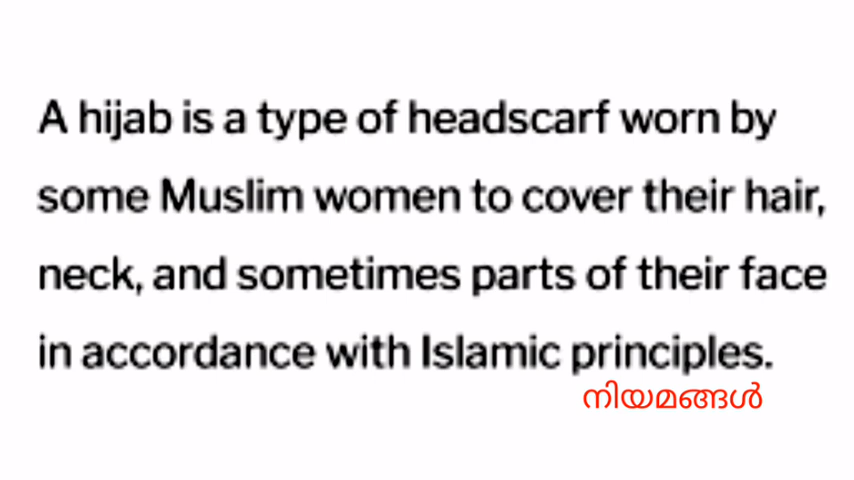 A hijab is a type of headscarf worn by
some Muslim women to cover their hair,
neck, and sometimes parts of their face
in accordance with Islamic principles.
നിയമങ്ങൾ